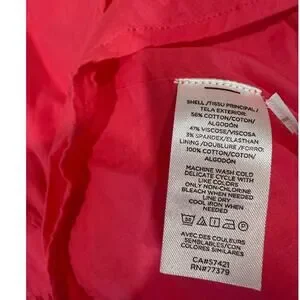 SHELL /TISSU PRINCIPAL /
TELA EXTERIOR:
56% COTTON/COTON/
ALGODÓN
41% VISCOSE/VISCOSA
3% SPANDEX/ELASTHAN
LINING / DOUBLURE / FORRO:
100% COTTON/COTON/
ALGODÓN
MACHINE WASH COLD
DELICATE CYCLE WITH
LIKE COLORS
ONLY NON-CHLORINE
BLEACH WHEN NEEDED
LINE DRY
COOL IRON WHEN
NEEDED
AVEC DES COULEURS
SEMBLABLES/CON
COLORES SIMILARES
CA#57421
RN#77379